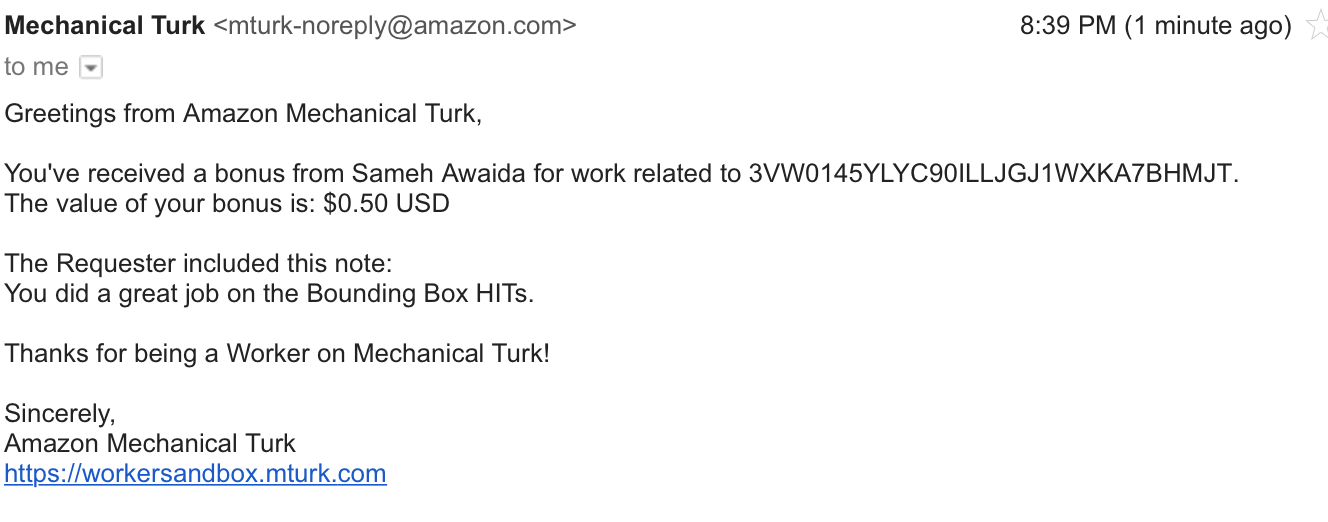 Mechanical Turk <mturk-noreply@amazon.com> 8:39 PM (1 minute ago)
to me
Greetings from Amazon Mechanical Turk,
You've received a bonus from Sameh Awaida for work related to 3VW0145YLYC90ILLJGJ1WXKA7BHMJT.
The value of your bonus is: $0.50 USD
The Requester included this note:
You did a great job on the Bounding Box HITs.
Thanks for being a Worker on Mechanical Turk!
Sincerely,
Amazon Mechanical Turk
https://workersandbox.mturk.com